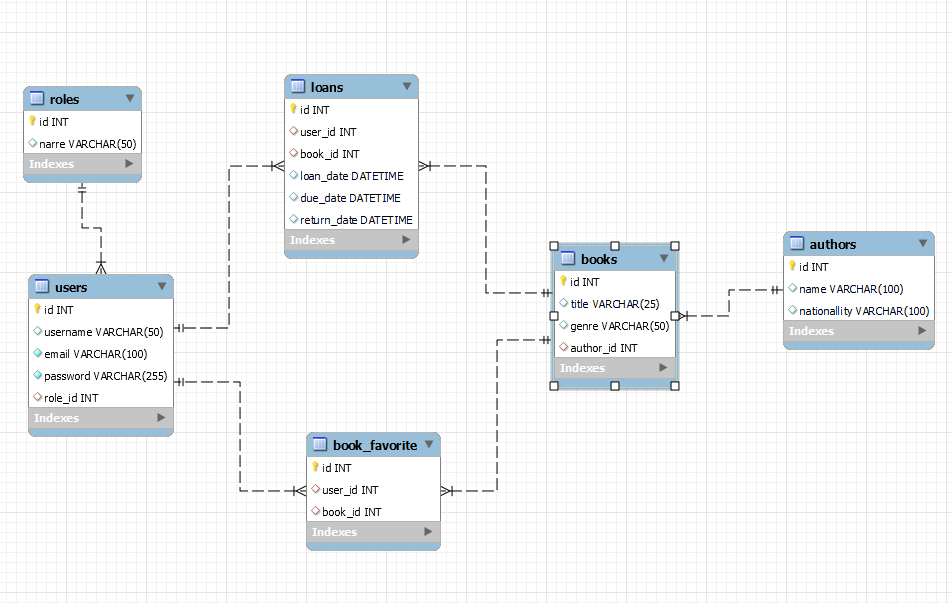 roles
id INT
narre VARCHAR(50)
Indexes
users
id INT
username VARCHAR(50)
email VARCHAR(100)
password VARCHAR(255)
role_id INT
Indexes
loans
id INT
user_id INT
book_id INT
loan_date DATETIME
due_date DATETIME
return_date DATETIME
Indexes
book_favorite
id INT
user_id INT
book_id INT
Indexes
books
id INT
title VARCHAR(25)
genre VARCHAR(50)
author_id INT
Indexes
authors
id INT
name VARCHAR(100)
nationallity VARCHAR(100)
Indexes